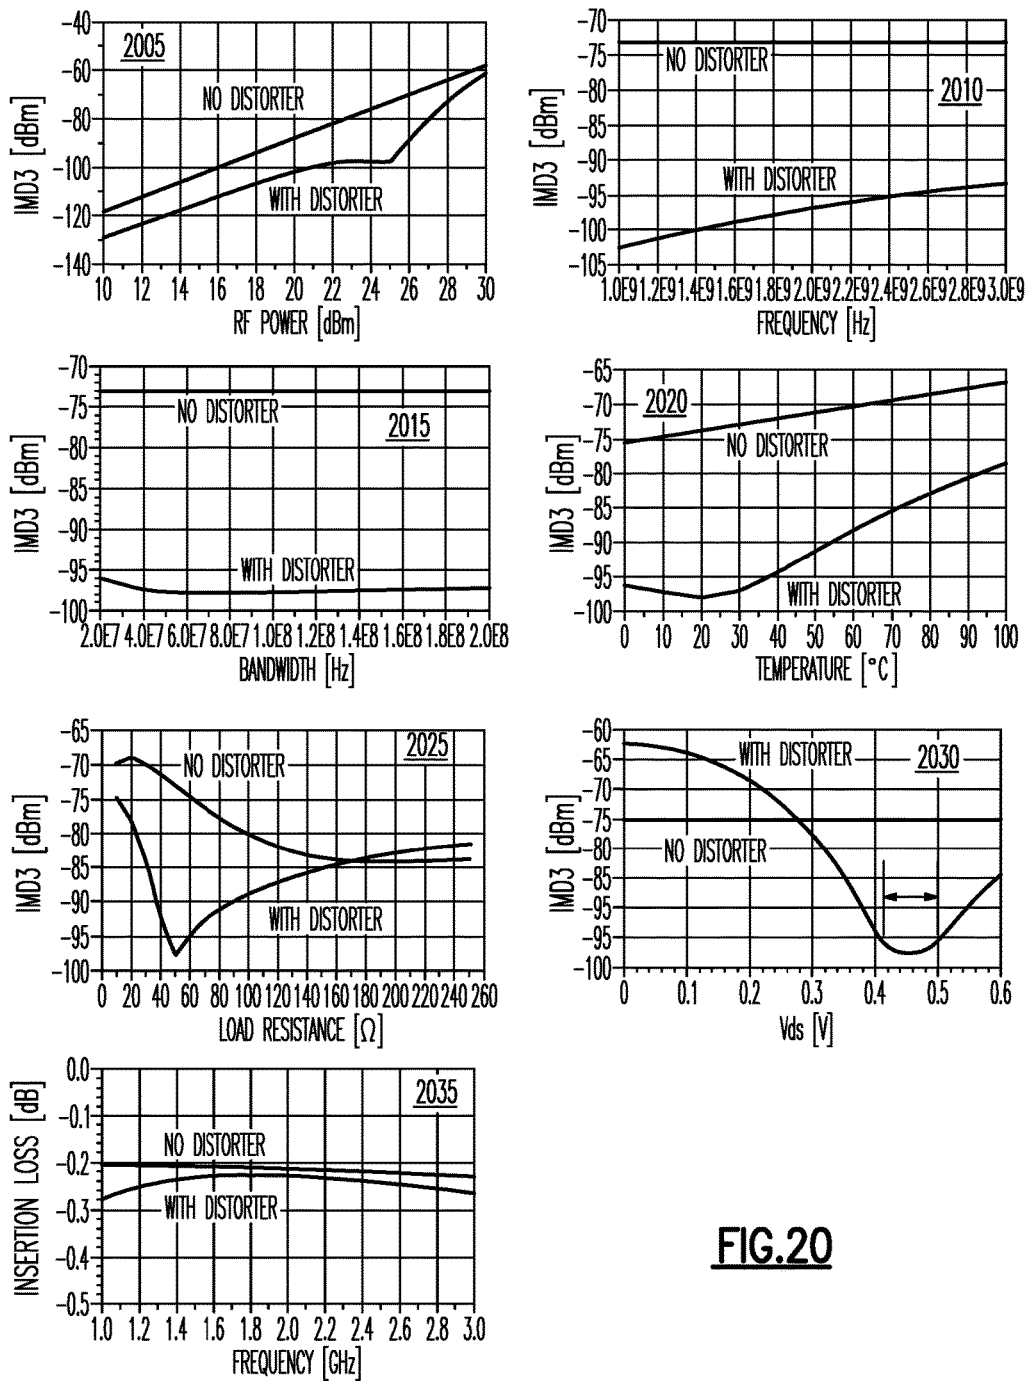 2005
IMD3 [dBm]
-40
-60
-80
-100
-120
-140
NO DISTORTER
WITH DISTORTER
10 12 14 16 18 20 22 24 26 28 30
RF POWER [dBm]
2010
IMD3 [dBm]
-70
-75
-80
-85
-90
-95
-100
-105
NO DISTORTER
WITH DISTORTER
1.0E9 1.2E9 1.4E9 1.6E9 1.8E9 2.0E9 2.2E9 2.4E9 2.6E9 2.8E9 3.0E9
FREQUENCY [Hz]
2015
IMD3 [dBm]
-70
-75
-80
-85
-90
-95
-100
NO DISTORTER
WITH DISTORTER
2.0E7 4.0E7 6.0E7 8.0E7 1.0E8 1.2E8 1.4E8 1.6E8 1.8E8 2.0E8
BANDWIDTH [Hz]
2020
IMD3 [dBm]
-65
-70
-75
-80
-85
-90
-95
-100
NO DISTORTER
WITH DISTORTER
0 10 20 30 40 50 60 70 80 90 100
TEMPERATURE [°C]
2025
IMD3 [dBm]
-65
-70
-75
-80
-85
-90
-95
-100
NO DISTORTER
WITH DISTORTER
0 20 40 60 80 100 120 140 160 180 200 220 240 260
LOAD RESISTANCE [Ω]
2030
IMD3 [dBm]
-60
-65
-70
-75
-80
-85
-95
-95
-100
WITH DISTORTER
NO DISTORTER
0 0.1 0.2 0.3 0.4 0.5 0.6
Vds [V]
2035
INSERTION LOSS [dB]
0.0
-0.1
-0.2
-0.3
-0.4
-0.5
NO DISTORTER
WITH DISTORTER
1.0 1.2 1.4 1.6 1.8 2.0 2.2 2.4 2.6 2.8 3.0
FREQUENCY [GHz]
FIG.20